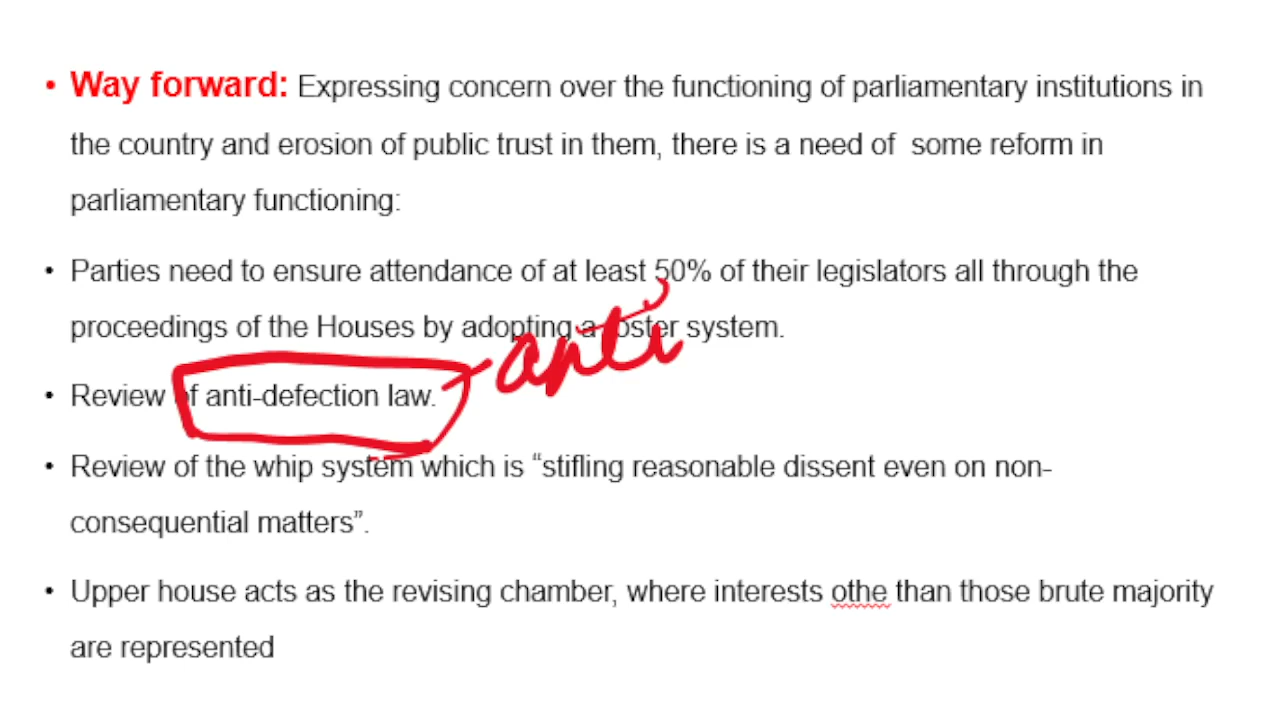 • Way forward: Expressing concern over the functioning of parliamentary institutions in
the country and erosion of public trust in them, there is a need of some reform in
parliamentary functioning:
• Parties need to ensure attendance of at least 50% of their legislators all through the
proceedings of the Houses by adopting a roster system.
anti
• Review of anti-defection law.
• Review of the whip system which is “stifling reasonable dissent even on non-
consequential matters”.
• Upper house acts as the revising chamber, where interests othe than those brute majority
are represented